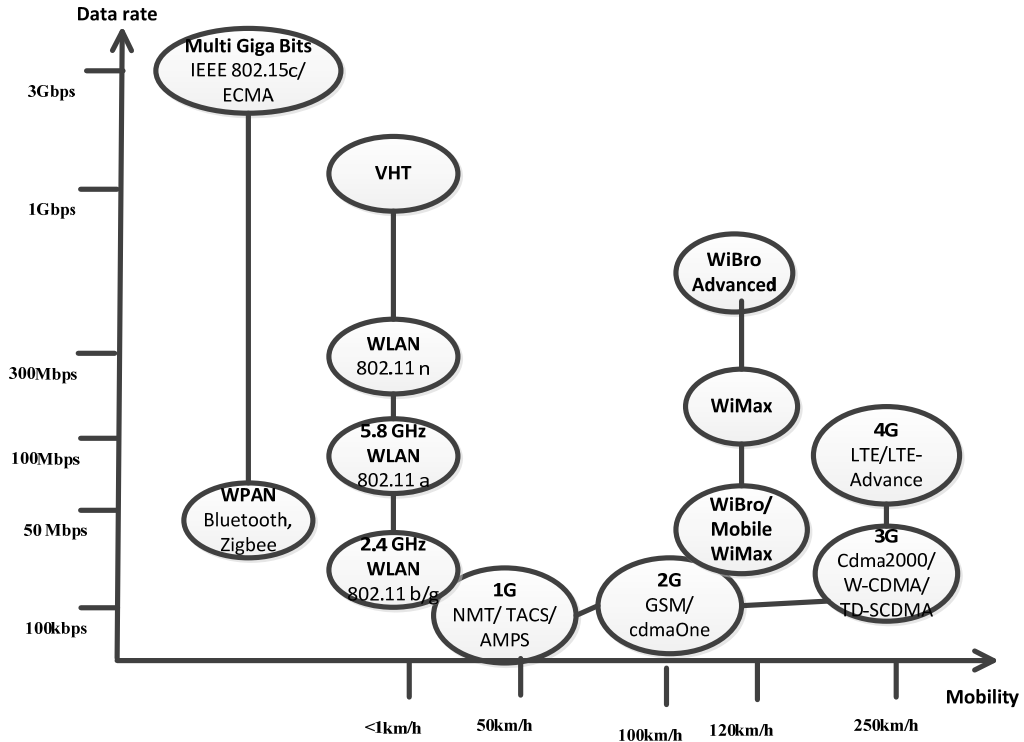 Data rate
Multi Giga Bits
IEEE 802.15c/
ECMA
3Gbps
VHT
1Gbps
WiBro
Advanced
WLAN
802.11 n
300Mbps
WiMax
5.8 GHz
WLAN
802.11 a
4G
LTE/LTE-
Advance
100Mbps
WPAN
Bluetooth,
Zigbee
50 Mbps
WiBro/
Mobile
WiMax
2.4 GHz
WLAN
802.11 b/g
3G
Cdma2000/
W-CDMA/
TD-SCDMA
1G
NMT/ TACS/
AMPS
2G
GSM/
cdmaOne
100kbps
Mobility
<1km/h
50km/h
100km/h
120km/h
250km/h